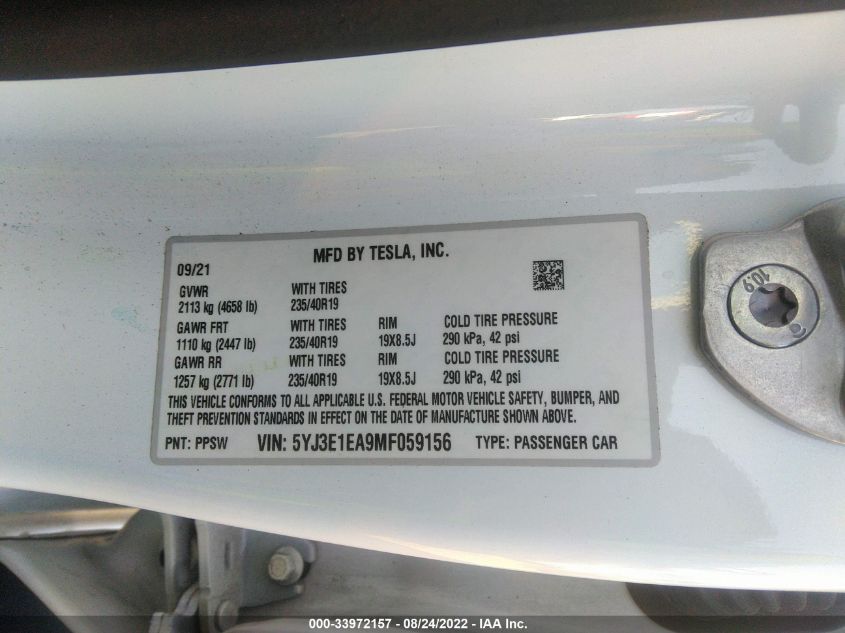 MFD BY TESLA, INC.
09/21
GVWR WITH TIRES
2113 kg (4658 lb) 235/40R19
GAWR FRT WITH TIRES RIM COLD TIRE PRESSURE
1110 kg (2447 lb) 235/40R19 19X8.5J 290 kPa, 42 psi
GAWR RR WITH TIRES RIM COLD TIRE PRESSURE
1257 kg (2771 lb) 235/40R19 19X8.5J 290 kPa, 42 psi
THIS VEHICLE CONFORMS TO ALL APPLICABLE U.S. FEDERAL MOTOR VEHICLE SAFETY, BUMPER, AND
THEFT PREVENTION STANDARDS IN EFFECT ON THE DATE OF MANUFACTURE SHOWN ABOVE.
PNT: PPSW VIN: 5YJ3E1EA9MF059156 TYPE: PASSENGER CAR
10.9
000-33972157 - 08/24/2022 - IAA Inc.